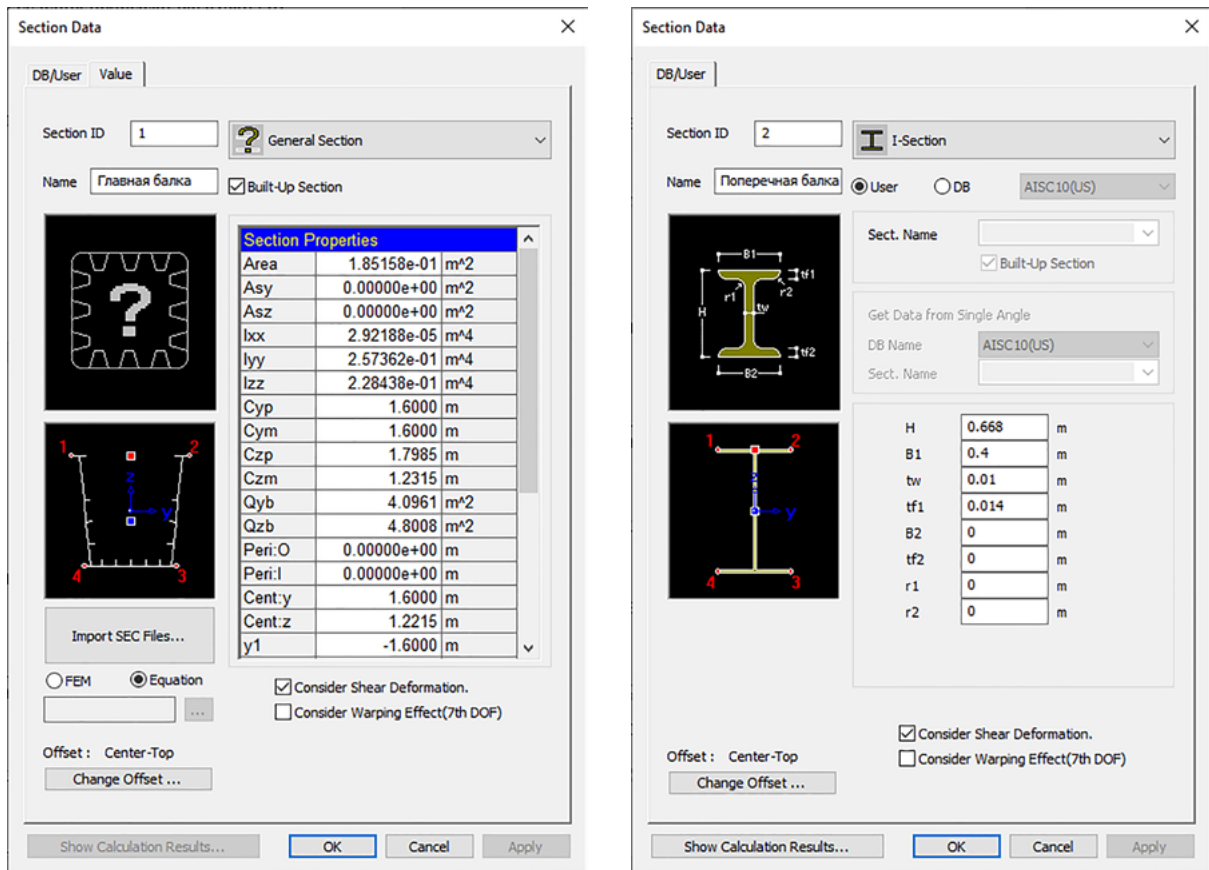 Section Data
DB/User Value
Section ID 1 General Section
Name Главная балка Built-Up Section
Section Properties
Area 1.85158e-01 m^2
Asy 0.00000e+00 m^2
Asz 0.00000e+00 m^2
Ixx 2.92188e-05 m^4
Iyy 2.57362e-01 m^4
Izz 2.28438e-01 m^4
Cyp 1.6000 m
Cym 1.6000 m
Czp 1.7985 m
Czm 1.2315 m
Qyb 4.0961 m^2
Qzb 4.8008 m^2
Peri:O 0.00000e+00 m
Peri:I 0.00000e+00 m
Cent:y 1.6000 m
Cent:z 1.2215 m
y1 -1.6000 m
?
1 2
z
y
4 3
Import SEC Files...
FEM Equation
...
Consider Shear Deformation.
Consider Warping Effect(7th DOF)
Offset : Center-Top
Change Offset ...
Show Calculation Results... OK Cancel Apply
Section Data
DB/User
Section ID 2 I-Section
Name Поперечная балка User DB AISC10(US)
Sect. Name
Built-Up Section
Get Data from Single Angle
DB Name AISC10(US)
Sect. Name
B1
tf1
r1 r2
H tw
tf2
B2
1 2
z
y
4 3
H 0.668 m
B1 0.4 m
tw 0.01 m
tf1 0.014 m
B2 0 m
tf2 0 m
r1 0 m
r2 0 m
Consider Shear Deformation.
Consider Warping Effect(7th DOF)
Offset : Center-Top
Change Offset ...
Show Calculation Results... OK Cancel Apply